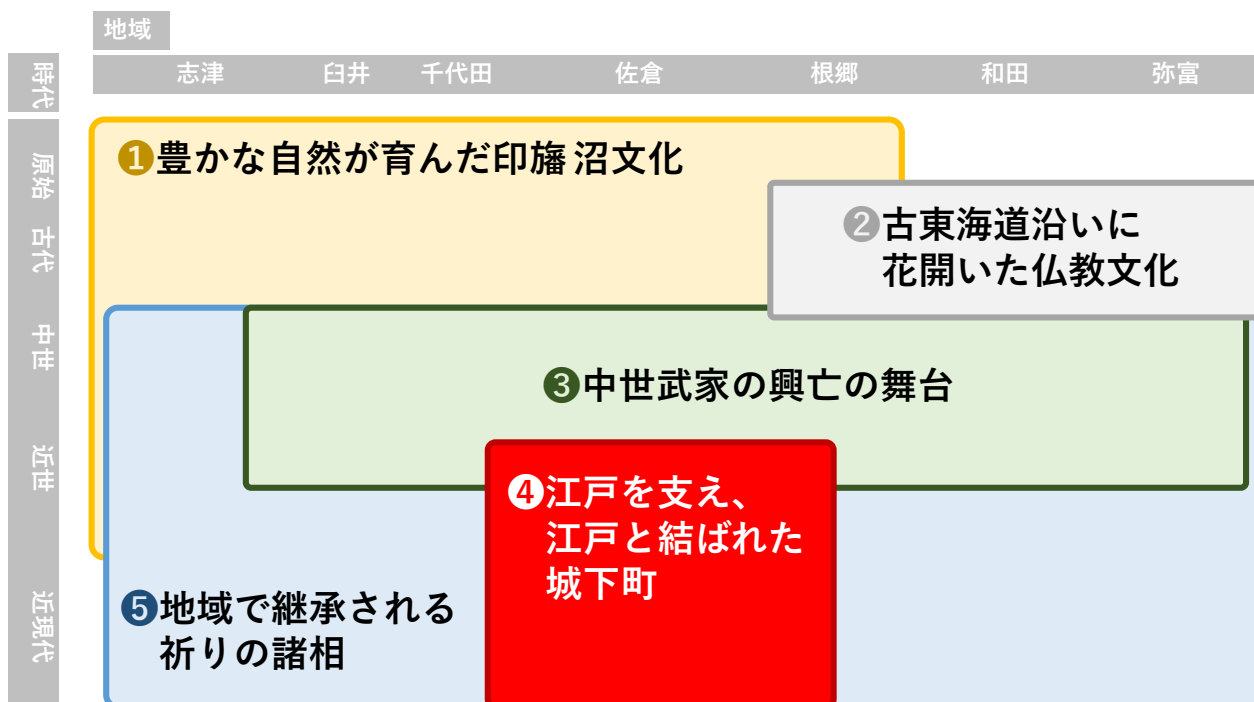 地域
志津 臼井 千代田 佐倉 根郷 和田 弥富
時代
原始
古代
中世
近世
近現代
❶豊かな自然が育んだ印旛沼文化
❷古東海道沿いに
花開いた仏教文化
❸中世武家の興亡の舞台
❹江戸を支え、
江戸と結ばれた
城下町
❺地域で継承される
祈りの諸相